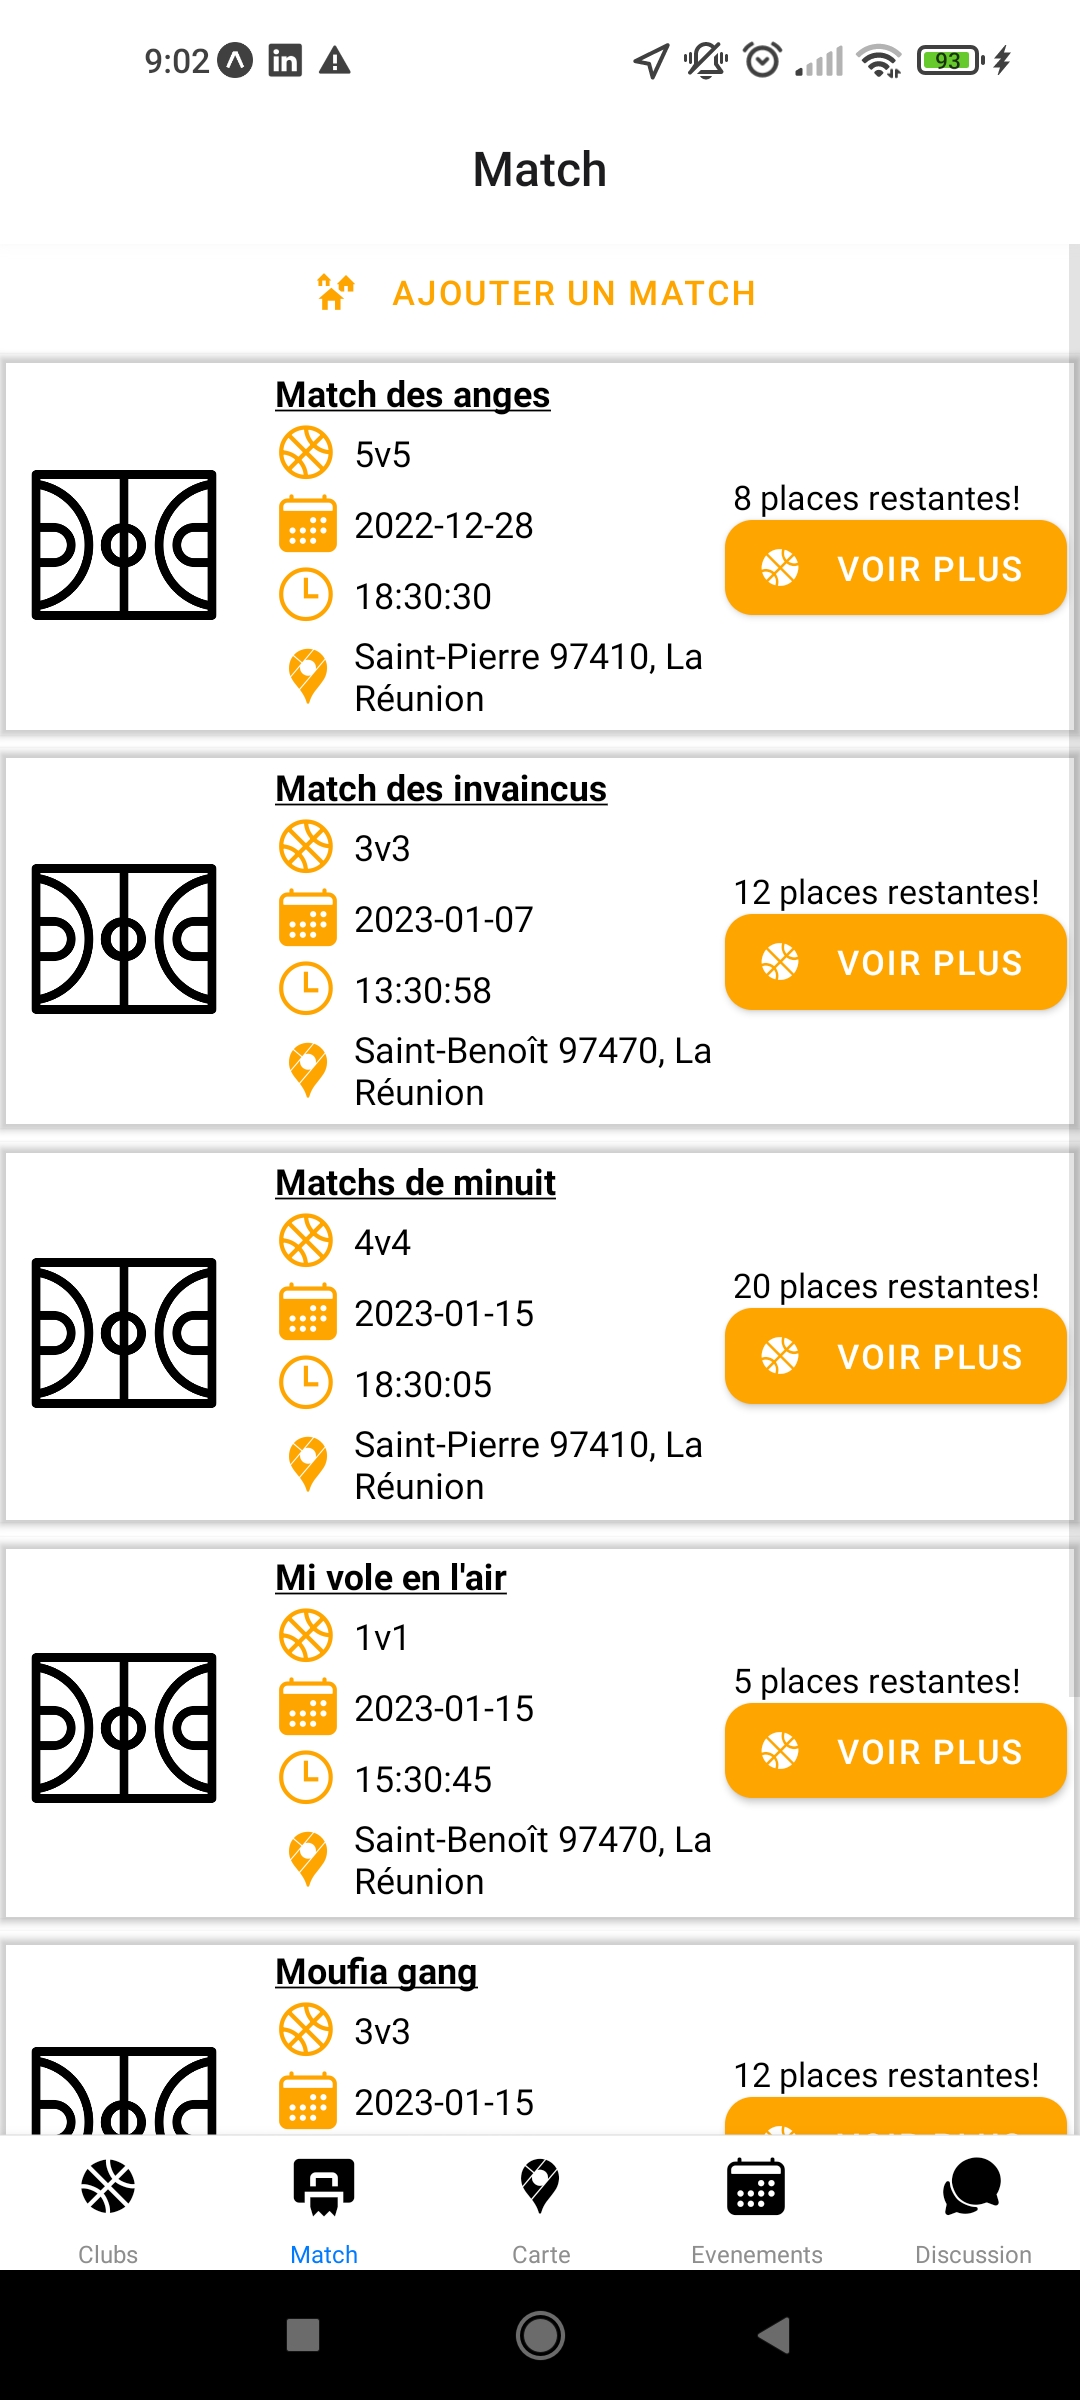 9:02
93
Match
AJOUTER UN MATCH
Match des anges
5v5
2022-12-28
18:30:30
Saint-Pierre 97410, La
Réunion
8 places restantes!
VOIR PLUS
Match des invaincus
3v3
2023-01-07
13:30:58
Saint-Benoît 97470, La
Réunion
12 places restantes!
VOIR PLUS
Matchs de minuit
4v4
2023-01-15
18:30:05
Saint-Pierre 97410, La
Réunion
20 places restantes!
VOIR PLUS
Mi vole en l'air
1v1
2023-01-15
15:30:45
Saint-Benoît 97470, La
Réunion
5 places restantes!
VOIR PLUS
Moufia gang
3v3
2023-01-15
12 places restantes!
Clubs
Match
Carte
Evenements
Discussion